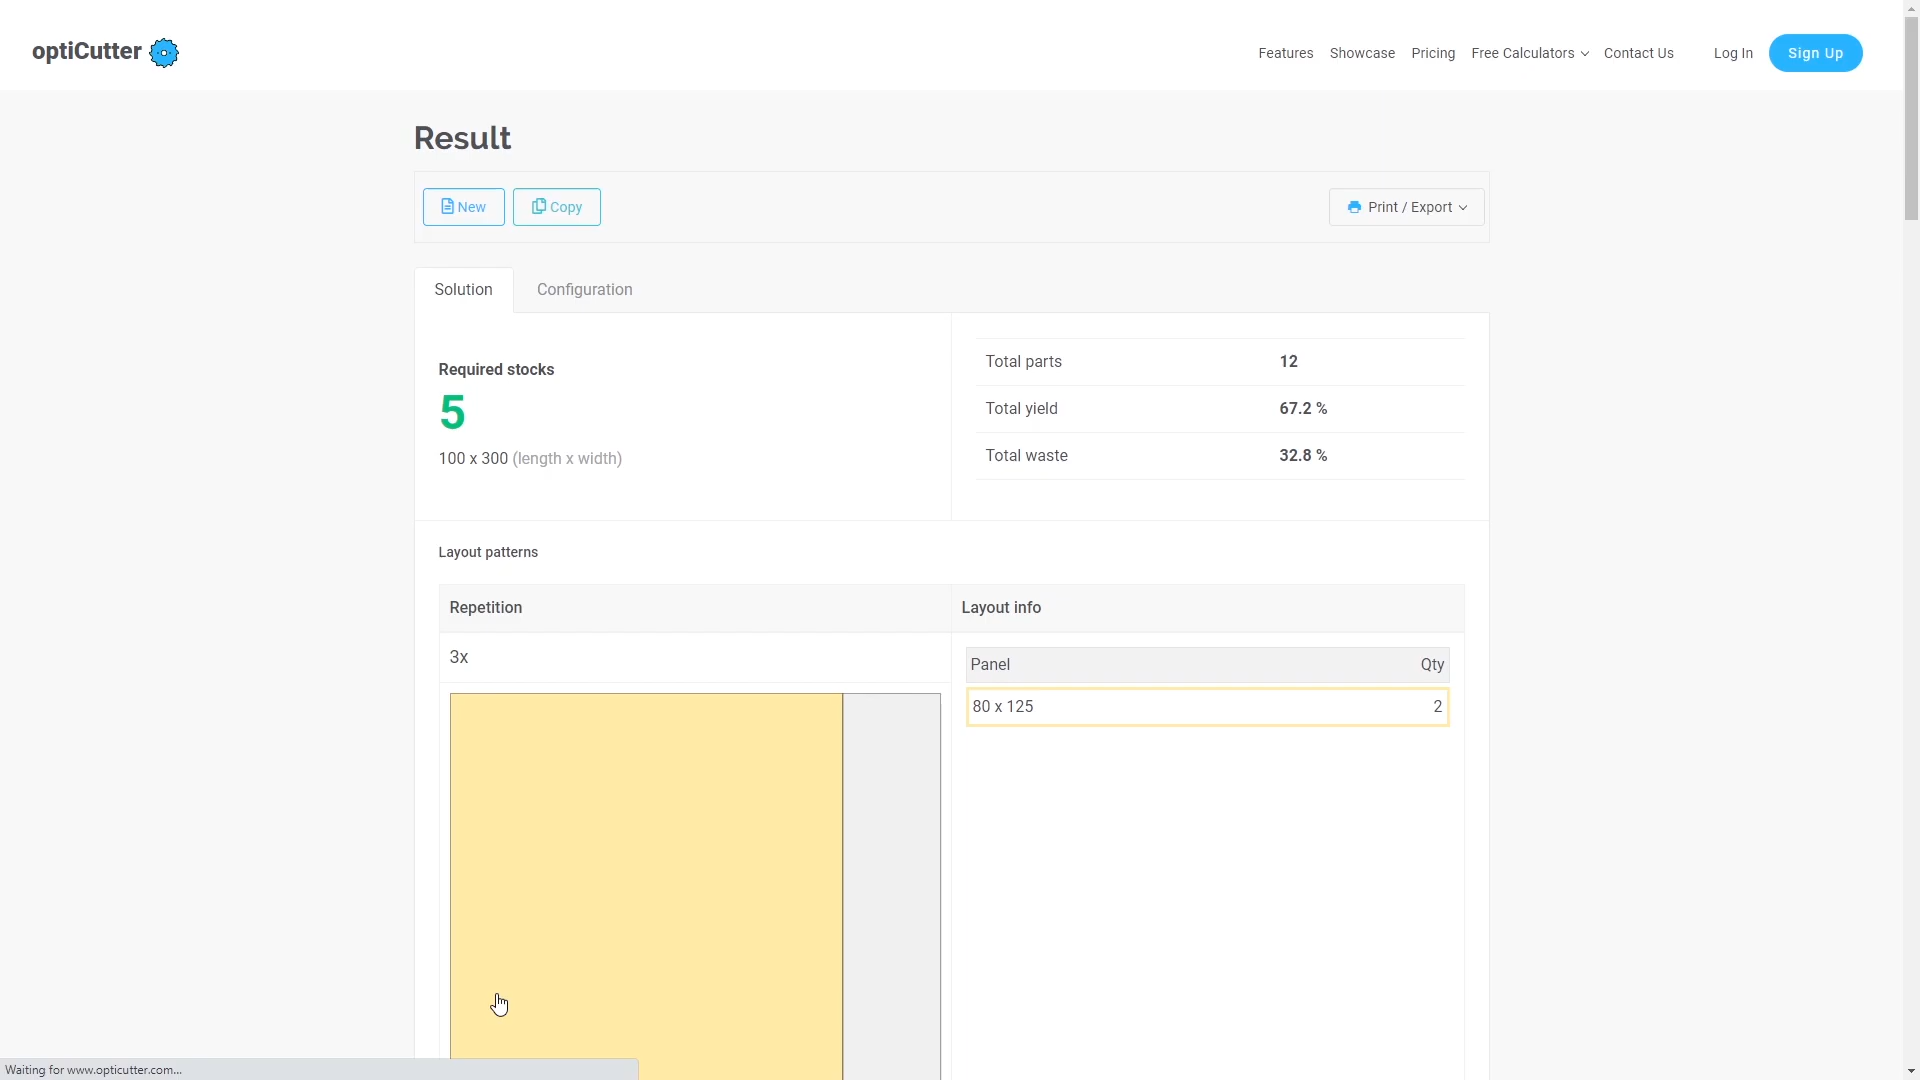 optiCutter
Features Showcase Pricing Free Calculators Contact Us Log In Sign Up
Result
New Copy Print / Export
Solution Configuration
Required stocks
5
100 x 300 (length x width)
Total parts 12
Total yield 67.2 %
Total waste 32.8 %
Layout patterns
Repetition Layout info
3x
Panel Qty
80 x 125 2
Waiting for www.opticutter.com...